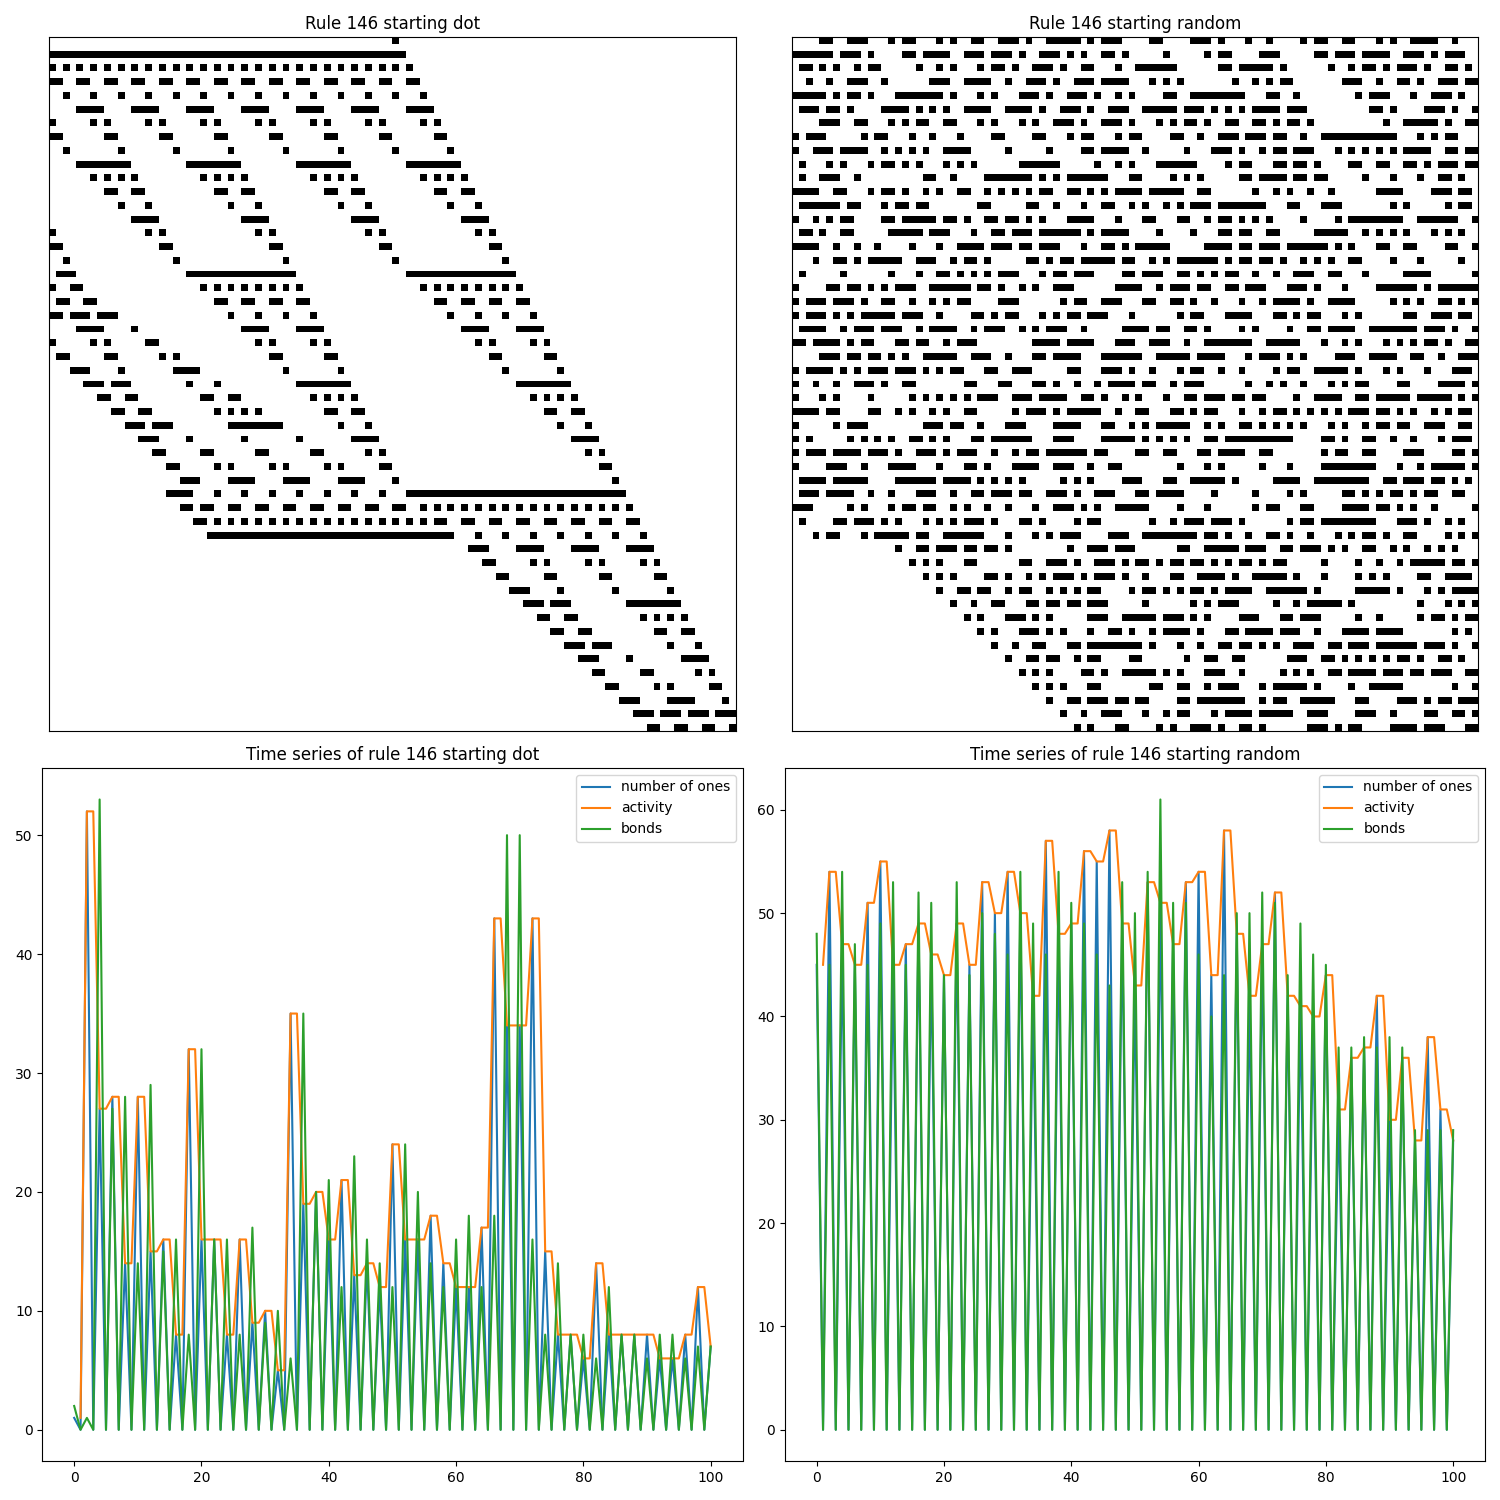 Rule 146 starting dot
Rule 146 starting random
Time series of rule 146 starting dot
number of ones
activity
bonds
50
40
30
20
10
0
0 20 40 60 80 100
Time series of rule 146 starting random
number of ones
activity
bonds
60
50
40
30
20
10
0
0 20 40 60 80 100